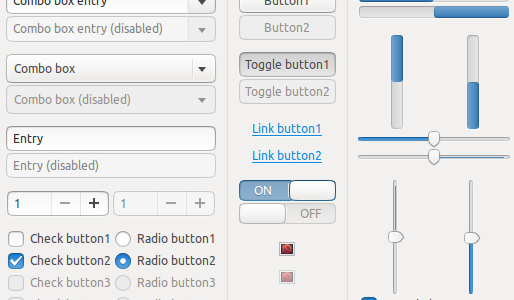 Combo box entry
Combo box entry (disabled)
Combo box
Combo box (disabled)
Entry
Entry (disabled)
1
1
Check button1
Radio button1
Check button2
Radio button2
Check button3
Radio button3
Button1
Button2
Toggle button1
Toggle button2
Link button1
Link button2
ON
OFF